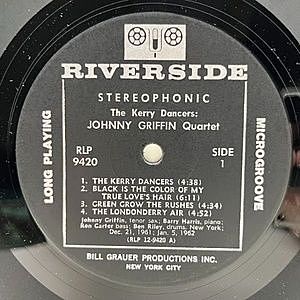 RIVERSIDE
STEREOPHONIC
The Kerry Dancers:
JOHNNY GRIFFIN Quartet
RLP
9420
SIDE
1
LONG PLAYING
MICROGROOVE
1. THE KERRY DANCERS (4:38)
2. BLACK IS THE COLOR OF MY
TRUE LOVE'S HAIR (6:11)
3. GREEN GROW THE RUSHES (4:34)
4. THE LONDONDERRY AIR (4:52)
Johnny Griffin, tenor sax; Barry Harris, piano;
Ron Carter bass; Ben Riley, drums, New York;
Dec. 21, 1961; Jan. 5, 1962
(RLP 12-9420 A)
BILL GRAUER PRODUCTIONS INC.
NEW YORK CITY